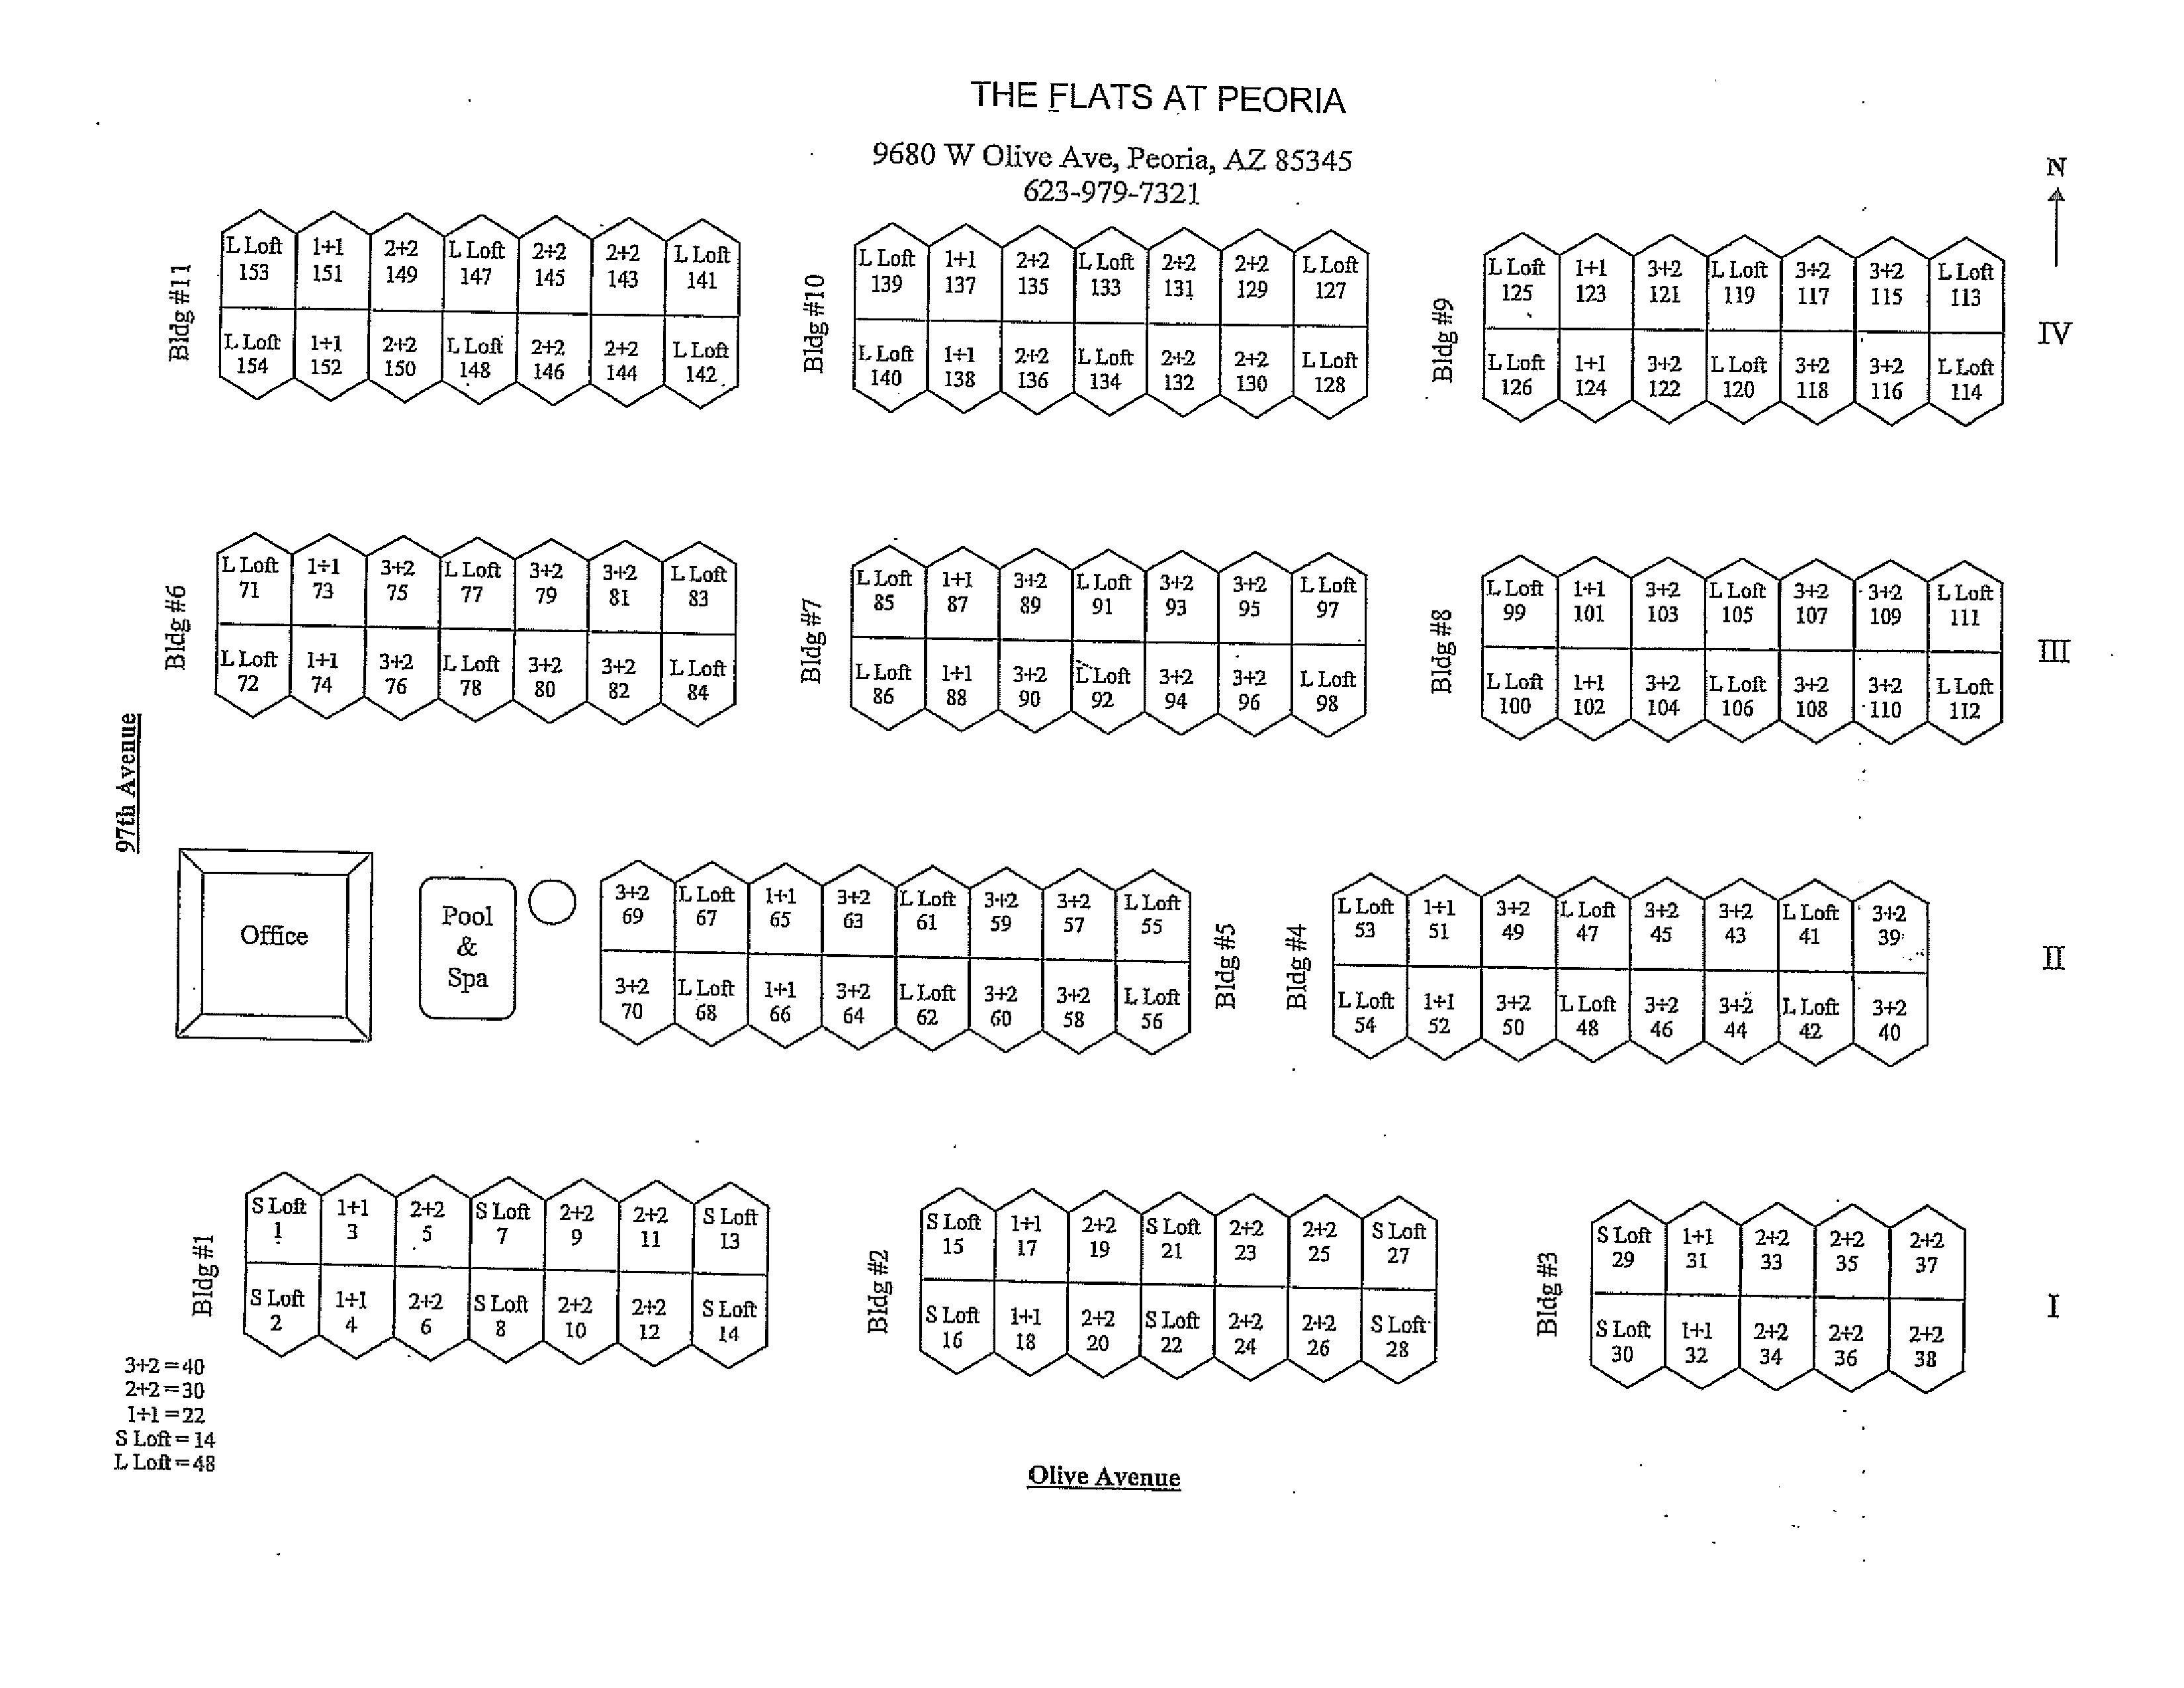 THE FLATS AT PEORIA
9680 W Olive Ave, Peoria, AZ 85345
623-979-7321
N
Bldg #11
L Loft 1+1 2+2 L Loft 2+2 2+2 L Loft
153 151 149 147 145 143 141
L Loft 1+1 2+2 L Loft 2+2 2+2 L Loft
154 152 150 148 146 144 142
Bldg #10
L Loft 1+1 2+2 L Loft 2+2 2+2 L Loft
139 137 135 133 131 129 127
L Loft 1+1 2+2 L Loft 2+2 2+2 L Loft
140 138 136 134 132 130 128
Bldg #9
L Loft 1+1 3+2 L Loft 3+2 3+2 L Loft
125 123 121 119 117 115 113
L Loft 1+1 3+2 L Loft 3+2 3+2 L Loft
126 124 122 120 118 116 114
IV
Bldg #6
L Loft 1+1 3+2 L Loft 3+2 3+2 L Loft
71 73 75 77 79 81 83
L Loft 1+1 3+2 L Loft 3+2 3+2 L Loft
72 74 76 78 80 82 84
Bldg #7
L Loft 1+1 3+2 L Loft 3+2 3+2 L Loft
85 87 89 91 93 95 97
L Loft 1+1 3+2 L Loft 3+2 3+2 L Loft
86 88 90 92 94 96 98
Bldg #8
L Loft 1+1 3+2 L Loft 3+2 3+2 L Loft
99 101 103 105 107 109 111
L Loft 1+1 3+2 L Loft 3+2 3+2 L Loft
100 102 104 106 108 110 112
III
97th Avenue
Office
Pool
&
Spa
3+2 L Loft 1+1 3+2 L Loft 3+2 3+2 L Loft
69 67 65 63 61 59 57 55
3+2 L Loft 1+1 3+2 L Loft 3+2 3+2 L Loft
70 68 66 64 62 60 58 56
Bldg #5
Bldg #4
L Loft 1+1 3+2 L Loft 3+2 3+2 L Loft 3+2
53 51 49 47 45 43 41 39
L Loft 1+1 3+2 L Loft 3+2 3+2 L Loft 3+2
54 52 50 48 46 44 42 40
II
Bldg #1
S Loft 1+1 2+2 S Loft 2+2 2+2 S Loft
1 3 5 7 9 11 13
S Loft 1+1 2+2 S Loft 2+2 2+2 S Loft
2 4 6 8 10 12 14
Bldg #2
S Loft 1+1 2+2 S Loft 2+2 2+2 S Loft
15 17 19 21 23 25 27
S Loft 1+1 2+2 S Loft 2+2 2+2 S Loft
16 18 20 22 24 26 28
Bldg #3
S Loft 1+1 2+2 2+2 2+2
29 31 33 35 37
S Loft 1+1 2+2 2+2 2+2
30 32 34 36 38
I
3+2=40
2+2=30
1+1=22
S Loft=14
L Loft=48
Olive Avenue